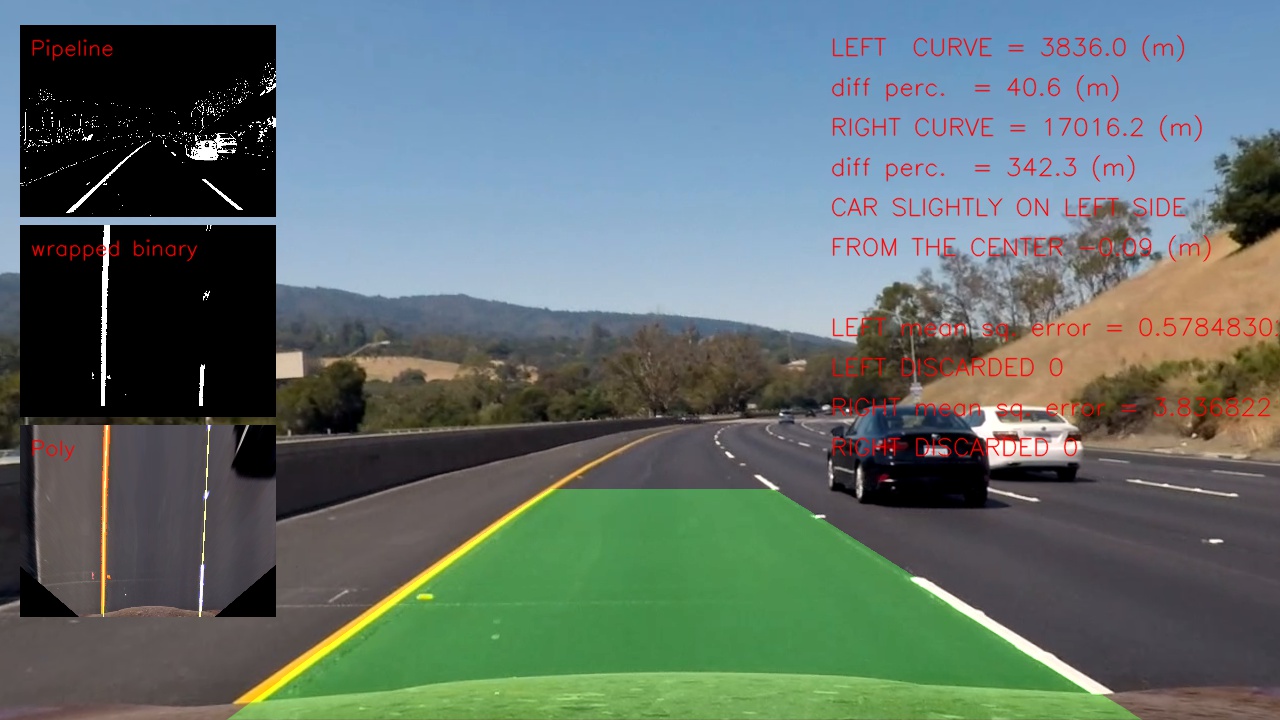 Pipeline
wrapped binary
Poly
LEFT CURVE = 3836.0 (m)
diff perc. = 40.6 (m)
RIGHT CURVE = 17016.2 (m)
diff perc. = 342.3 (m)
CAR SLIGHTLY ON LEFT SIDE
FROM THE CENTER -0.09 (m)
LEFT mean sq. error = 0.5784830
LEFT DISCARDED 0
RIGHT mean sq. error = 3.836822
RIGHT DISCARDED 0